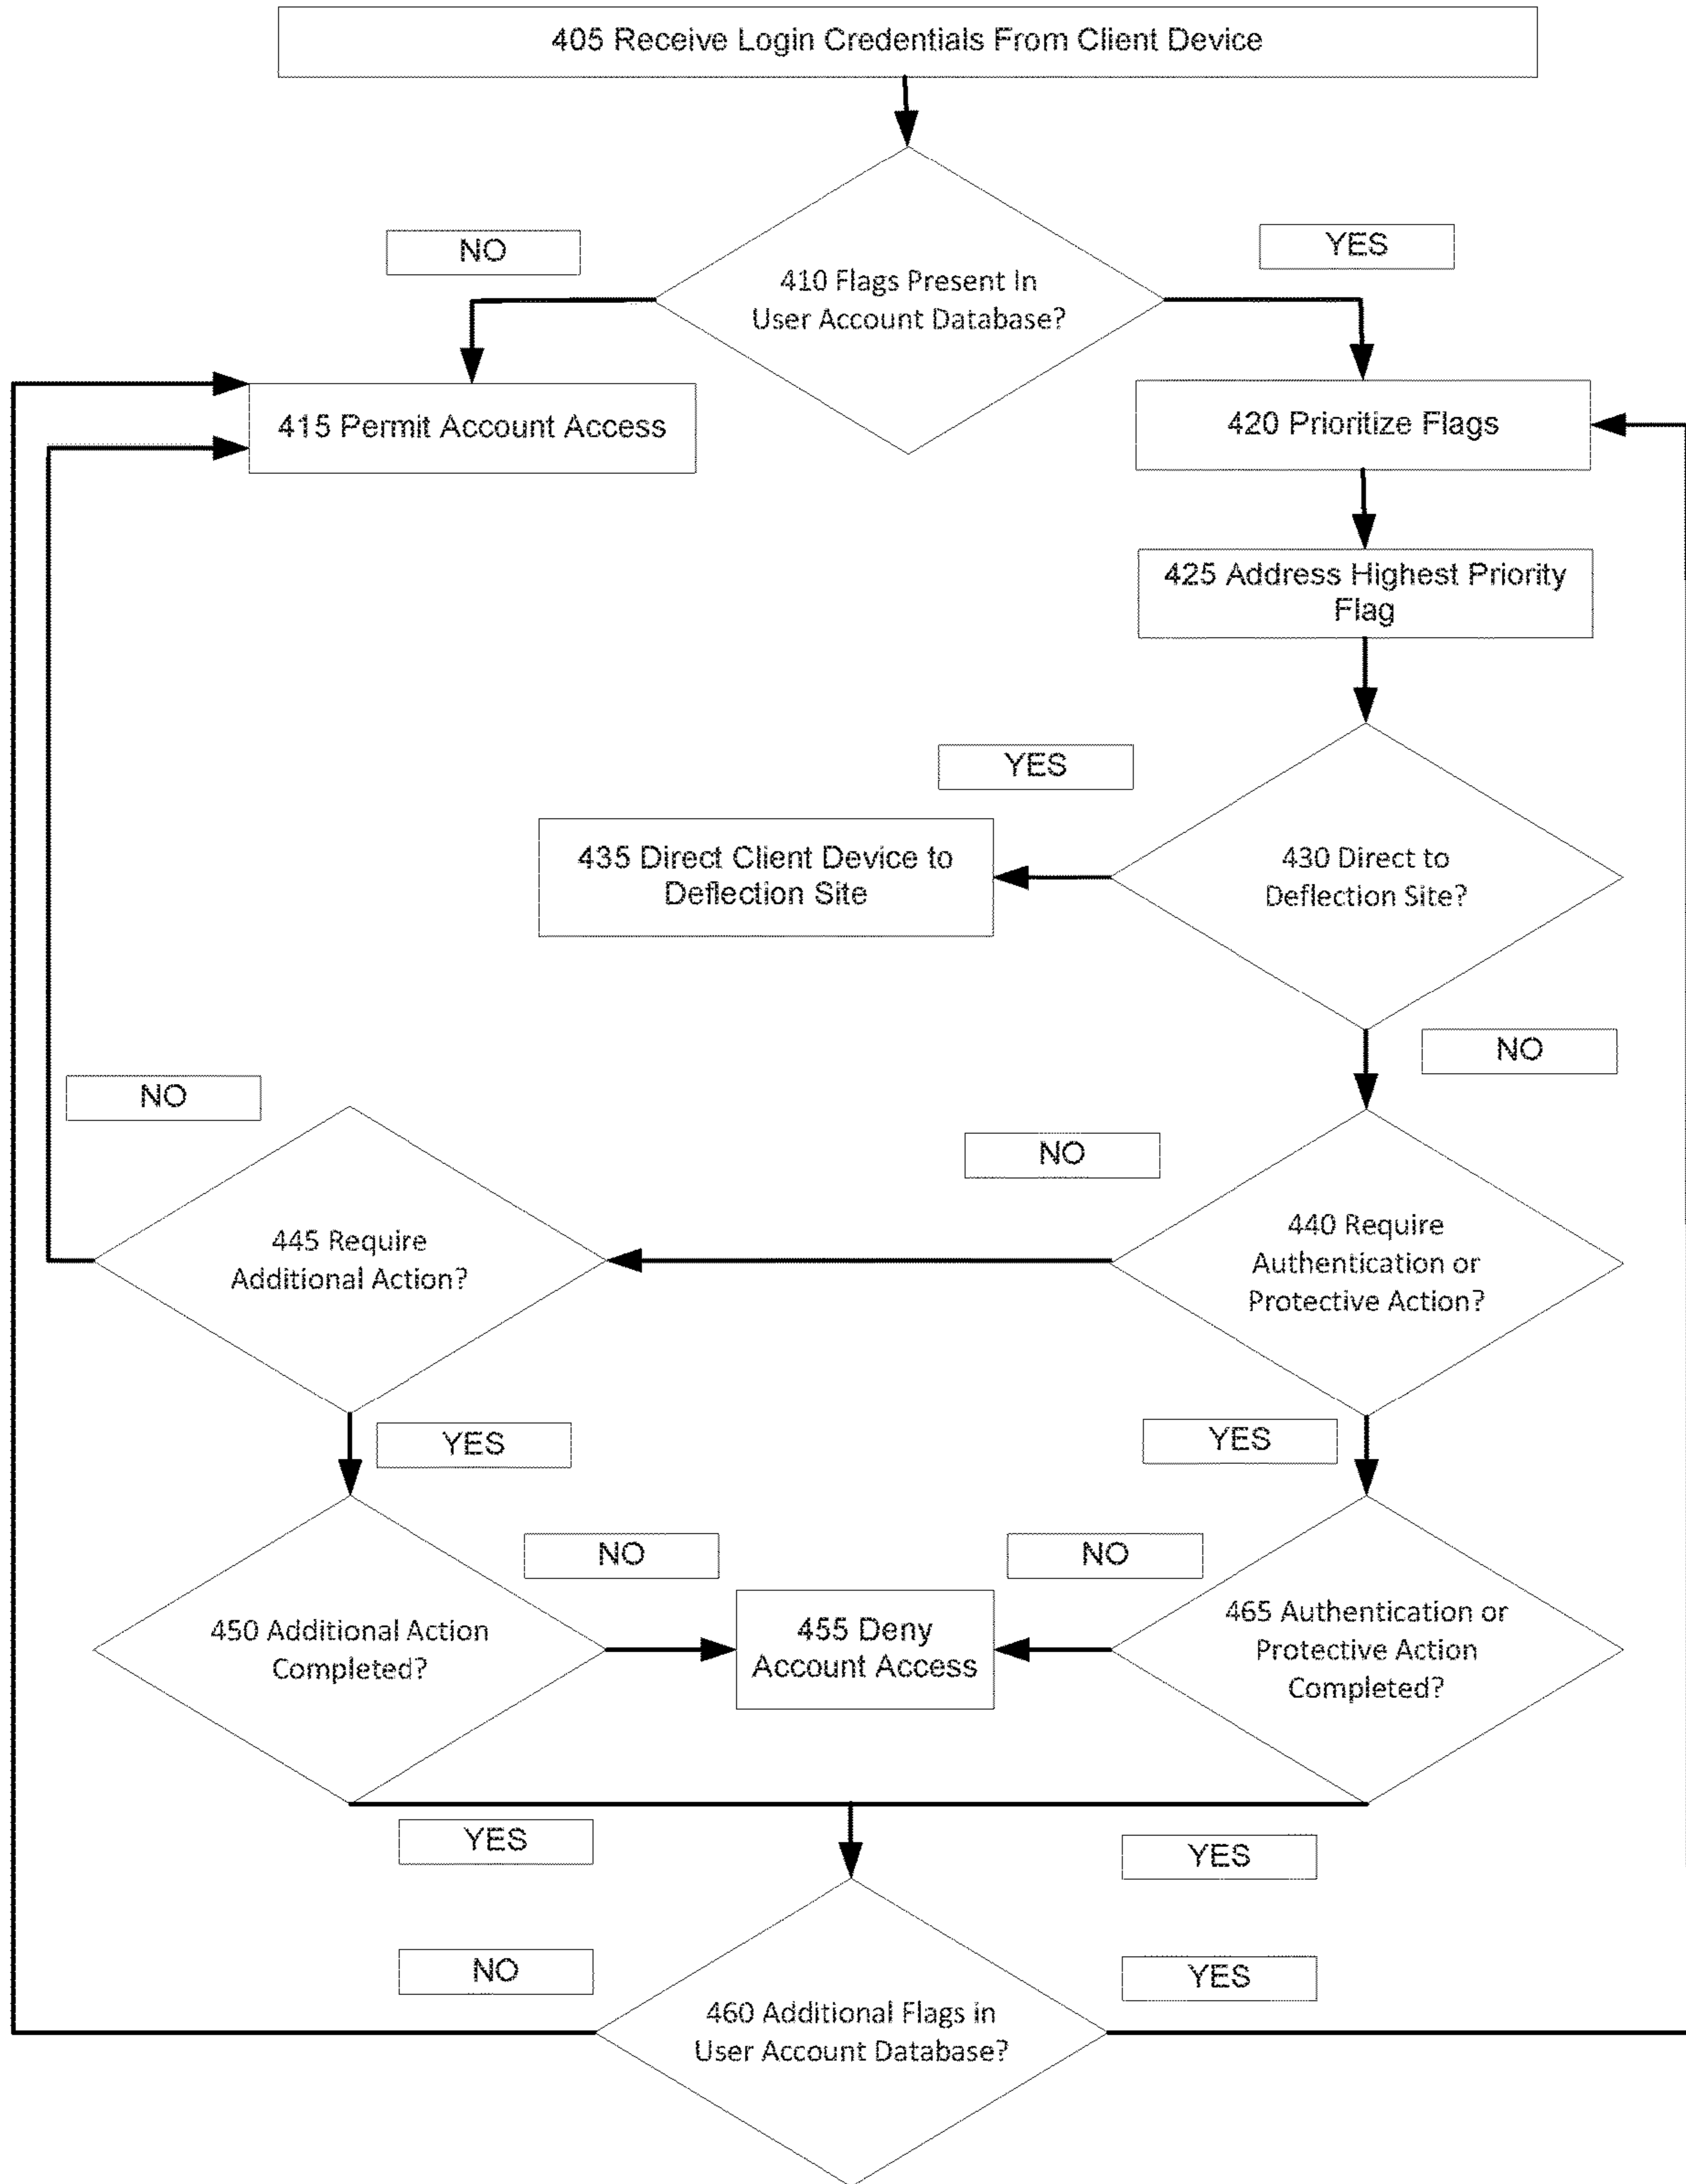 405 Receive Login Credentials From Client Device
NO
YES
410 Flags Present In
User Account Database?
415 Permit Account Access
420 Prioritize Flags
425 Address Highest Priority
Flag
YES
435 Direct Client Device to
Deflection Site
430 Direct to
Deflection Site?
NO
NO
NO
445 Require
Additional Action?
440 Require
Authentication or
Protective Action?
YES
YES
NO
NO
450 Additional Action
Completed?
455 Deny
Account Access
465 Authentication or
Protective Action
Completed?
YES
YES
NO
YES
460 Additional Flags in
User Account Database?